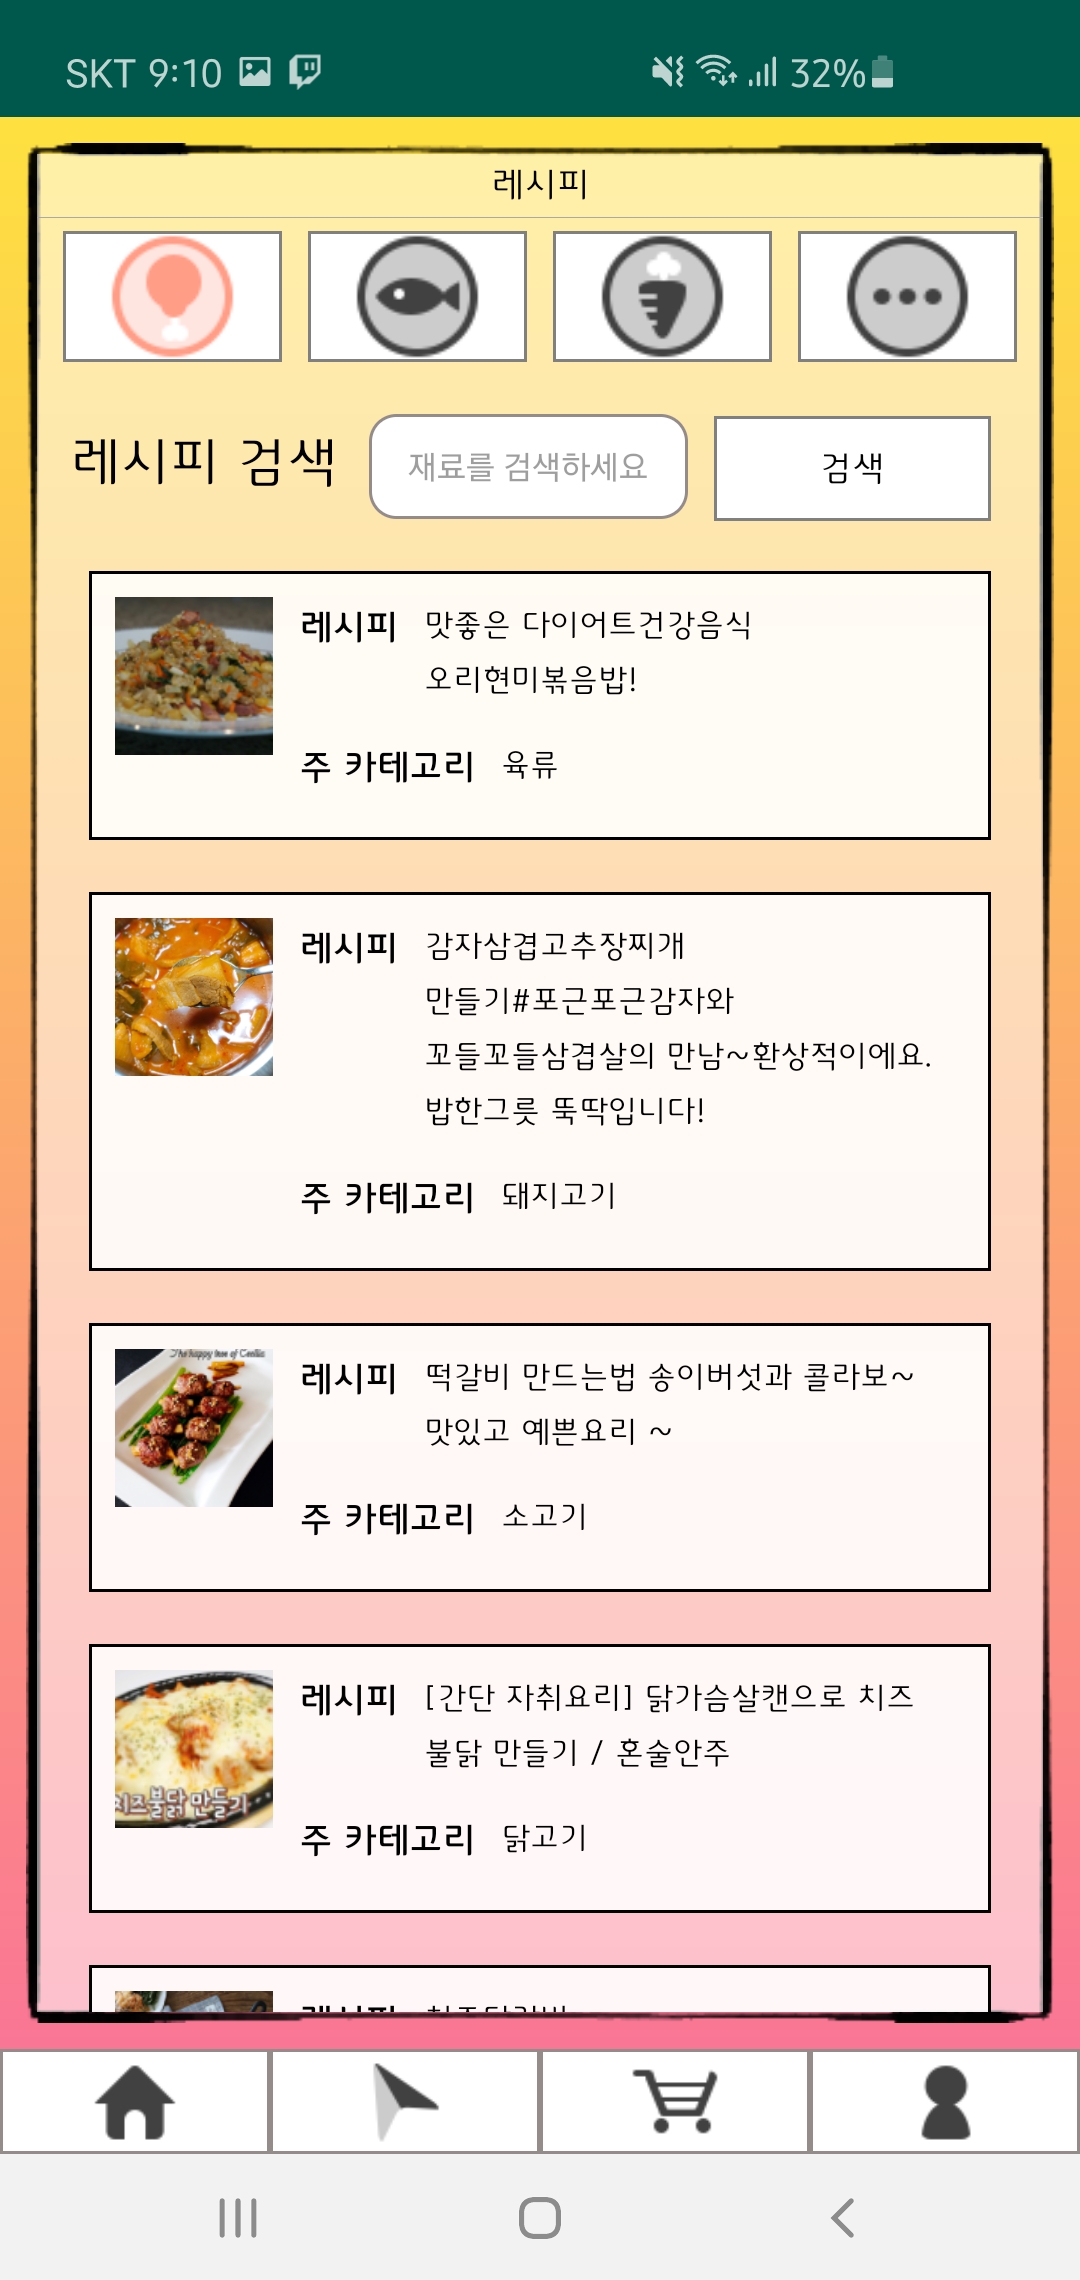 SKT 9:10 32%
레시피
레시피 검색 재료를 검색하세요 검색
레시피 맛좋은 다이어트건강음식
오리현미볶음밥!
주 카테고리 육류
레시피 감자삼겹고추장찌개
만들기#포근포근감자와
꼬들꼬들삼겹살의 만남~환상적이에요.
밥한그릇 뚝딱입니다!
주 카테고리 돼지고기
The happy tree of Cecilia
레시피 떡갈비 만드는법 송이버섯과 콜라보~
맛있고 예쁜요리 ~
주 카테고리 소고기
레시피 [간단 자취요리] 닭가슴살캔으로 치즈
불닭 만들기 / 혼술안주
치즈불닭 만들기
주 카테고리 닭고기
레시피